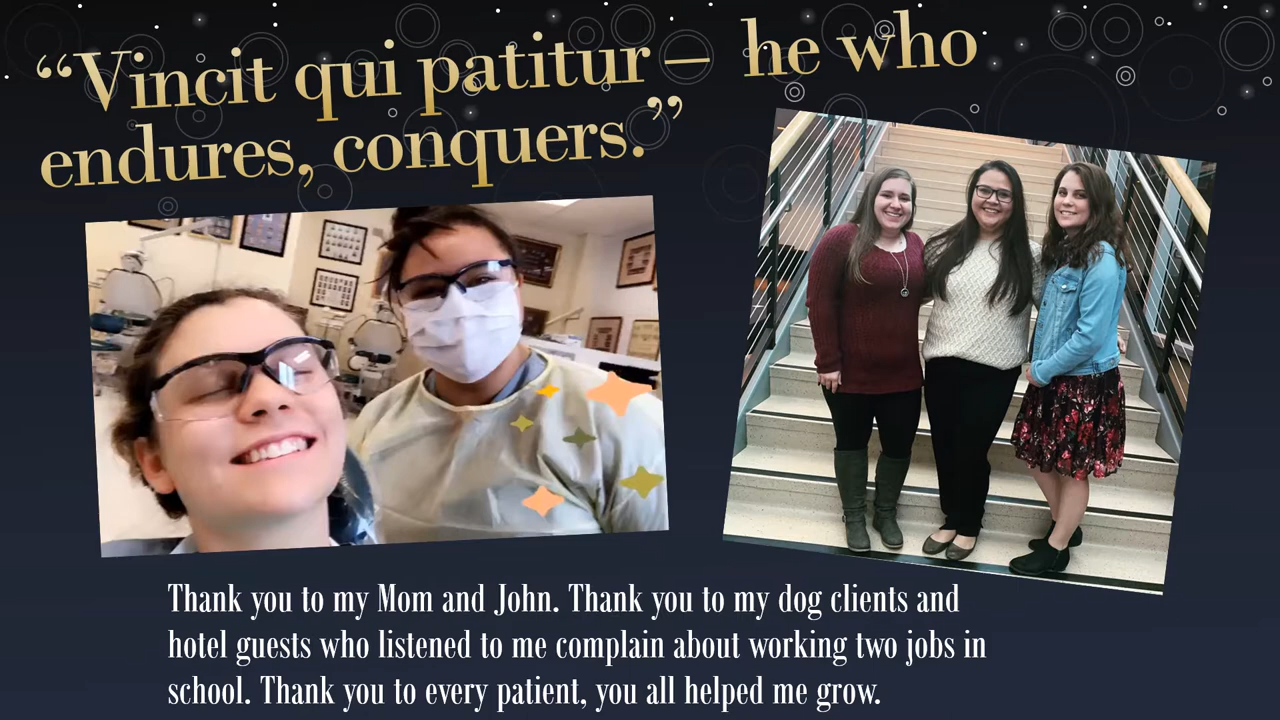 “Vincit qui patitur – he who
endures, conquers.”
Thank you to my Mom and John. Thank you to my dog clients and
hotel guests who listened to me complain about working two jobs in
school. Thank you to every patient, you all helped me grow.